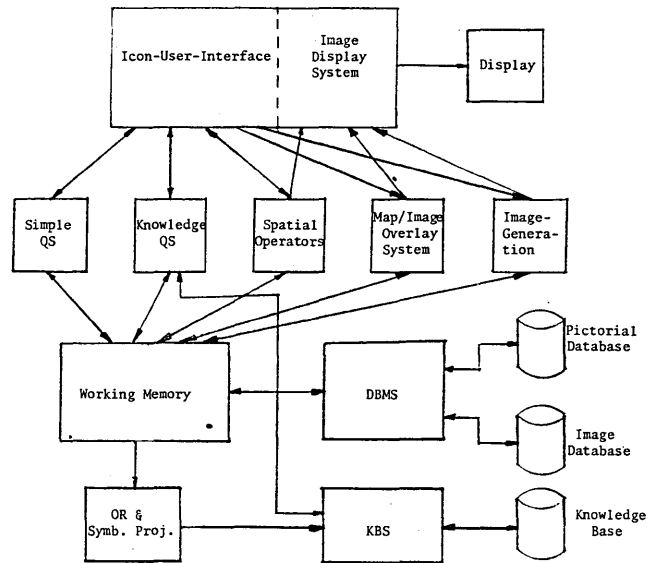 Icon-User-Interface
Image
Display
System
Display
Simple
QS
Knowledge
QS
Spatial
Operators
Map/Image
Overlay
System
Image-
Genera-
tion
Pictorial
Database
Working Memory
DBMS
Image
Database
OR &
Symb. Proj.
KBS
Knowledge
Base